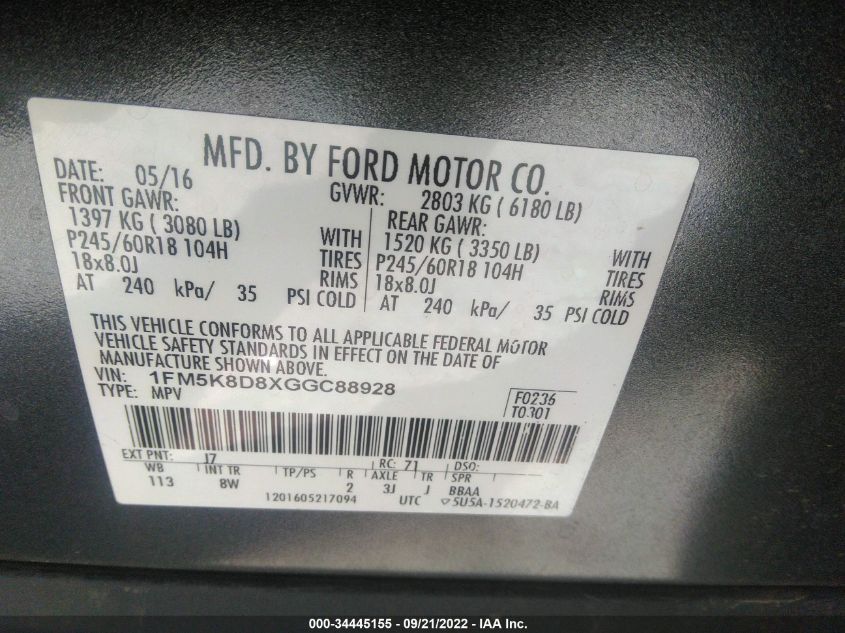 MFD. BY FORD MOTOR CO.
DATE: 05/16 GVWR: 2803 KG ( 6180 LB)
FRONT GAWR: REAR GAWR:
1397 KG ( 3080 LB) WITH 1520 KG ( 3350 LB) WITH
P245/60R18 104H TIRES P245/60R18 104H TIRES
18x8.0J RIMS 18x8.0J RIMS
AT 240 kPa/ 35 PSI COLD AT 240 kPa/ 35 PSI COLD
THIS VEHICLE CONFORMS TO ALL APPLICABLE FEDERAL MOTOR
VEHICLE SAFETY STANDARDS IN EFFECT ON THE DATE OF
MANUFACTURE SHOWN ABOVE.
VIN: 1FM5K8D8XGGC88928 F0236
TYPE: MPV T0301
EXT PNT: J7 RC: 71 DSO:
WB INT TR TP/PS R AXLE TR SPR
113 8W 2 3J J BBAA
1201605217094 UTC ▽5U5A-1520472-BA
000-34445155 - 09/21/2022 - IAA Inc.